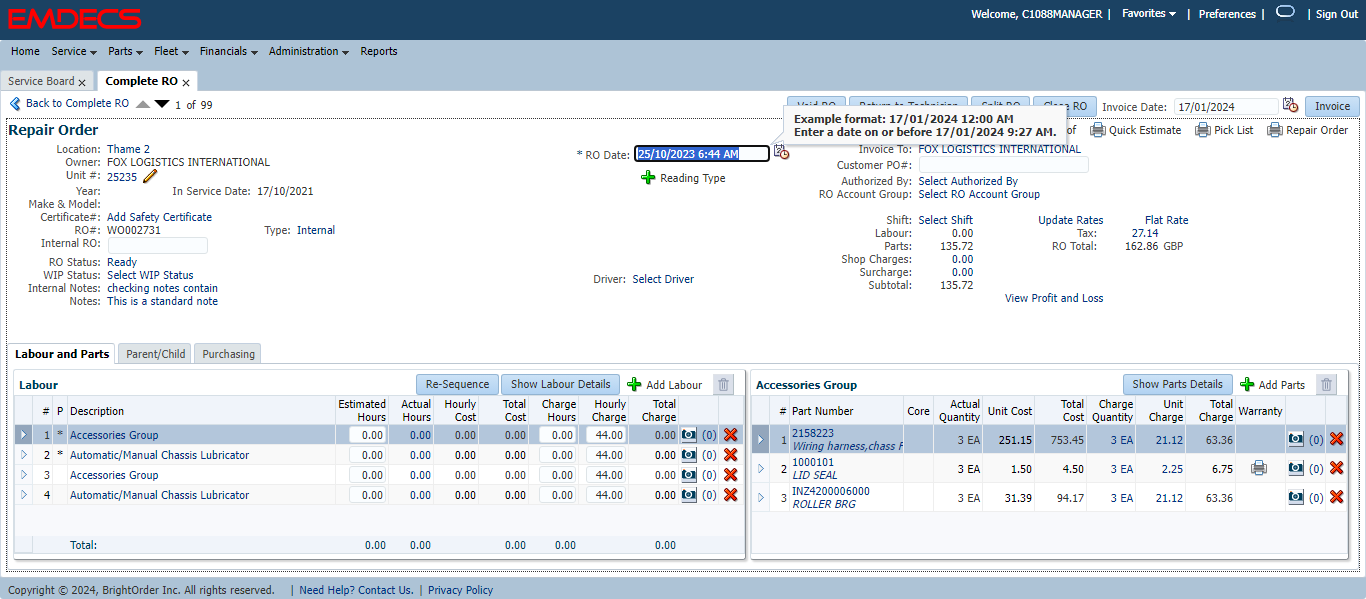 EMDECS
Welcome, C1088MANAGER | Favorites | Preferences | | Sign Out
Home Service Parts Fleet Financials Administration Reports
Service Board x Complete RO x
Back to Complete RO 1 of 99
Void RO Return to Technician Split RO Close RO Invoice Date: 17/01/2024 Invoice
Example format: 17/01/2024 12:00 AM
Enter a date on or before 17/01/2024 9:27 AM.
Repair Order
of Quick Estimate Pick List Repair Order
Location: Thame 2
Owner: FOX LOGISTICS INTERNATIONAL
Unit #: 25235
Year: In Service Date: 17/10/2021
Make & Model:
Certificate#: Add Safety Certificate
RO#: WO002731 Type: Internal
Internal RO:
RO Status: Ready
WIP Status: Select WIP Status
Internal Notes: checking notes contain
Notes: This is a standard note
* RO Date: 25/10/2023 6:44 AM
Reading Type
Driver: Select Driver
Invoice To: FOX LOGISTICS INTERNATIONAL
Customer PO#:
Authorized By: Select Authorized By
RO Account Group: Select RO Account Group
Shift: Select Shift Update Rates Flat Rate
Labour: 0.00 Tax: 27.14
Parts: 135.72 RO Total: 162.86 GBP
Shop Charges: 0.00
Surcharge: 0.00
Subtotal: 135.72
View Profit and Loss
Labour and Parts Parent/Child Purchasing
Labour Re-Sequence Show Labour Details Add Labour
# P Description Estimated Hours Actual Hours Hourly Cost Total Cost Charge Hours Hourly Charge Total Charge
1 * Accessories Group 0.00 0.00 0.00 0.00 0.00 44.00 0.00 (0)
2 * Automatic/Manual Chassis Lubricator 0.00 0.00 0.00 0.00 0.00 44.00 0.00 (0)
3 Accessories Group 0.00 0.00 0.00 0.00 0.00 44.00 0.00 (0)
4 Automatic/Manual Chassis Lubricator 0.00 0.00 0.00 0.00 0.00 44.00 0.00 (0)
Total: 0.00 0.00 0.00 0.00 0.00
Accessories Group Show Parts Details Add Parts
# Part Number Core Actual Quantity Unit Cost Total Cost Charge Quantity Unit Charge Total Charge Warranty
1 2158223 3 EA 251.15 753.45 3 EA 21.12 63.36 (0)
Wiring harness,chass
2 1000101 3 EA 1.50 4.50 3 EA 2.25 6.75 (0)
LID SEAL
3 INZ4200006000 3 EA 31.39 94.17 3 EA 21.12 63.36 (0)
ROLLER BRG
Copyright © 2024, BrightOrder Inc. All rights reserved. | Need Help? Contact Us. | Privacy Policy